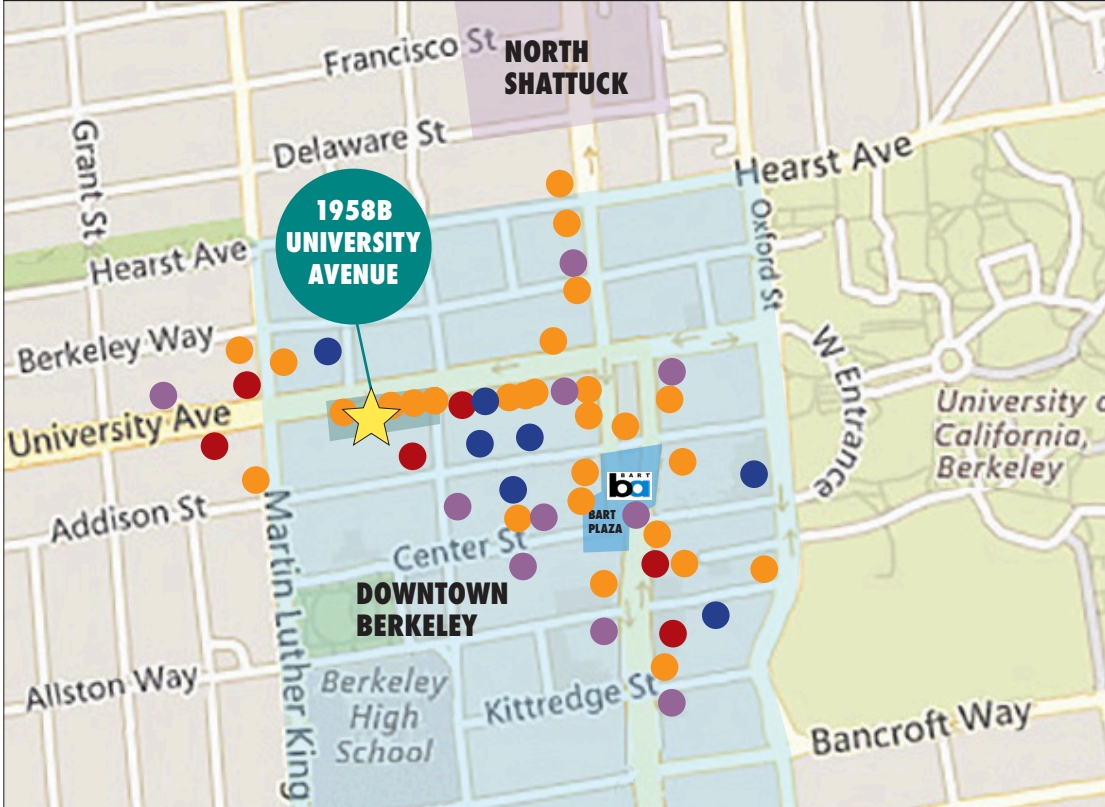 Francisco St
NORTH
SHATTUCK
Grant St
Delaware St
Hearst Ave
Oxford St
1958B
UNIVERSITY
AVENUE
Hearst Ave
Berkeley Way
W Entrance
University Ave
University o
California,
Berkeley
BART
ba
BART
PLAZA
Addison St
Center St
Martin Luther King
DOWNTOWN
BERKELEY
Allston Way
Berkeley
High
School
Kittredge St
Bancroft Way